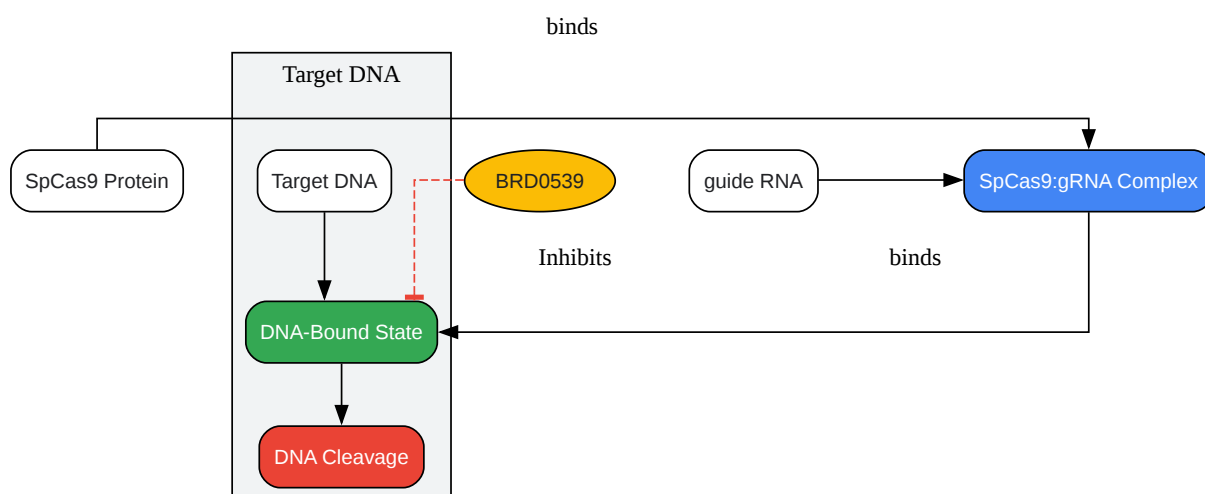 binds
Target DNA
SpCas9 Protein
Target DNA
BRD0539
guide RNA
SpCas9:gRNA Complex
Inhibits
binds
DNA-Bound State
DNA Cleavage